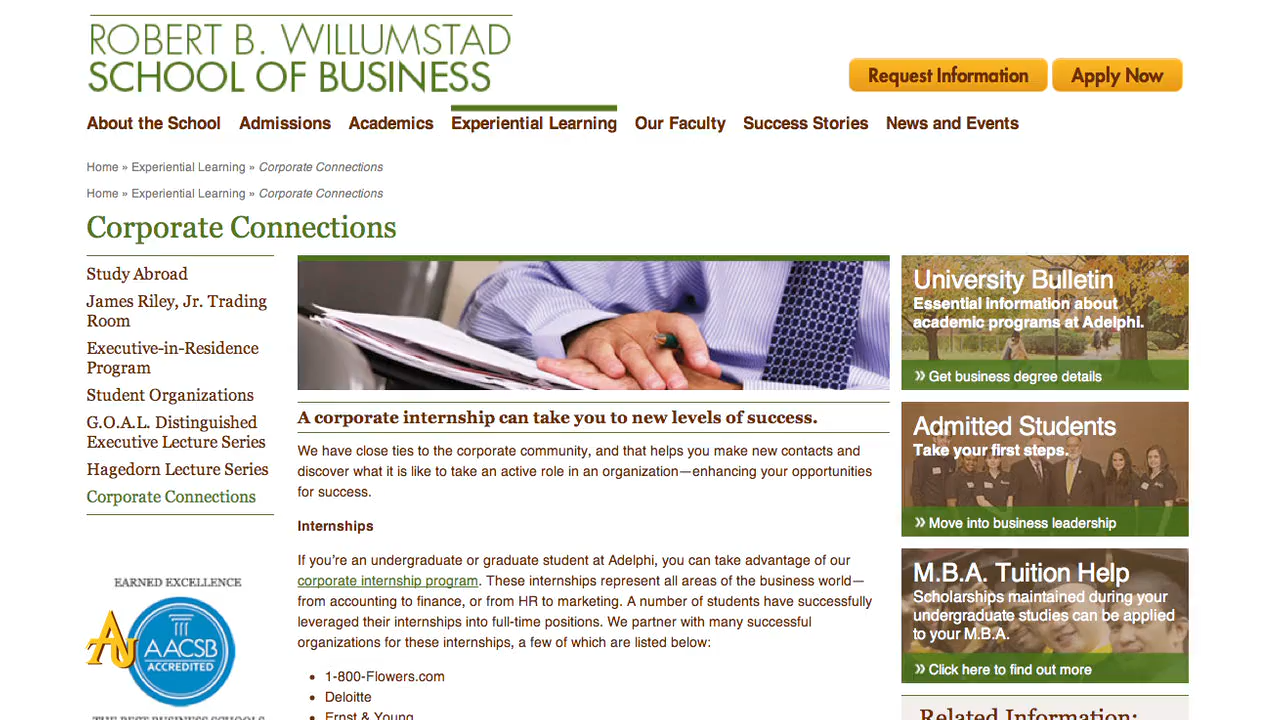 ROBERT B. WILLUMSTAD
SCHOOL OF BUSINESS
Request Information
Apply Now
About the School
Admissions
Academics
Experiential Learning
Our Faculty
Success Stories
News and Events
Home » Experiential Learning » Corporate Connections
Home » Experiential Learning » Corporate Connections
Corporate Connections
Study Abroad
James Riley, Jr. Trading
Room
Executive-in-Residence
Program
Student Organizations
G.O.A.L. Distinguished
Executive Lecture Series
Hagedorn Lecture Series
Corporate Connections
EARNED EXCELLENCE
AU
AACSB
ACCREDITED
THE BEST BUSINESS SCHOOLS
A corporate internship can take you to new levels of success.
We have close ties to the corporate community, and that helps you make new contacts and
discover what it is like to take an active role in an organization—enhancing your opportunities
for success.
Internships
If you’re an undergraduate or graduate student at Adelphi, you can take advantage of our
corporate internship program. These internships represent all areas of the business world—
from accounting to finance, or from HR to marketing. A number of students have successfully
leveraged their internships into full-time positions. We partner with many successful
organizations for these internships, a few of which are listed below:
• 1-800-Flowers.com
• Deloitte
• Ernst & Young
University Bulletin
Essential information about
academic programs at Adelphi.
» Get business degree details
Admitted Students
Take your first steps.
» Move into business leadership
M.B.A. Tuition Help
Scholarships maintained during your
undergraduate studies can be applied
to your M.B.A.
» Click here to find out more
Related Information: